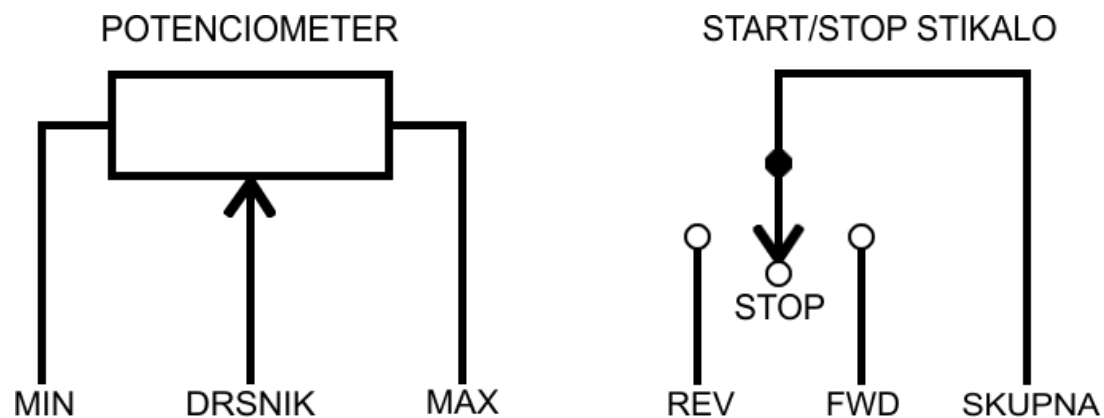 POTENCIOMETER
START/STOP STIKALO
STOP
MIN
DRSNIK
MAX
REV
FWD
SKUPNA